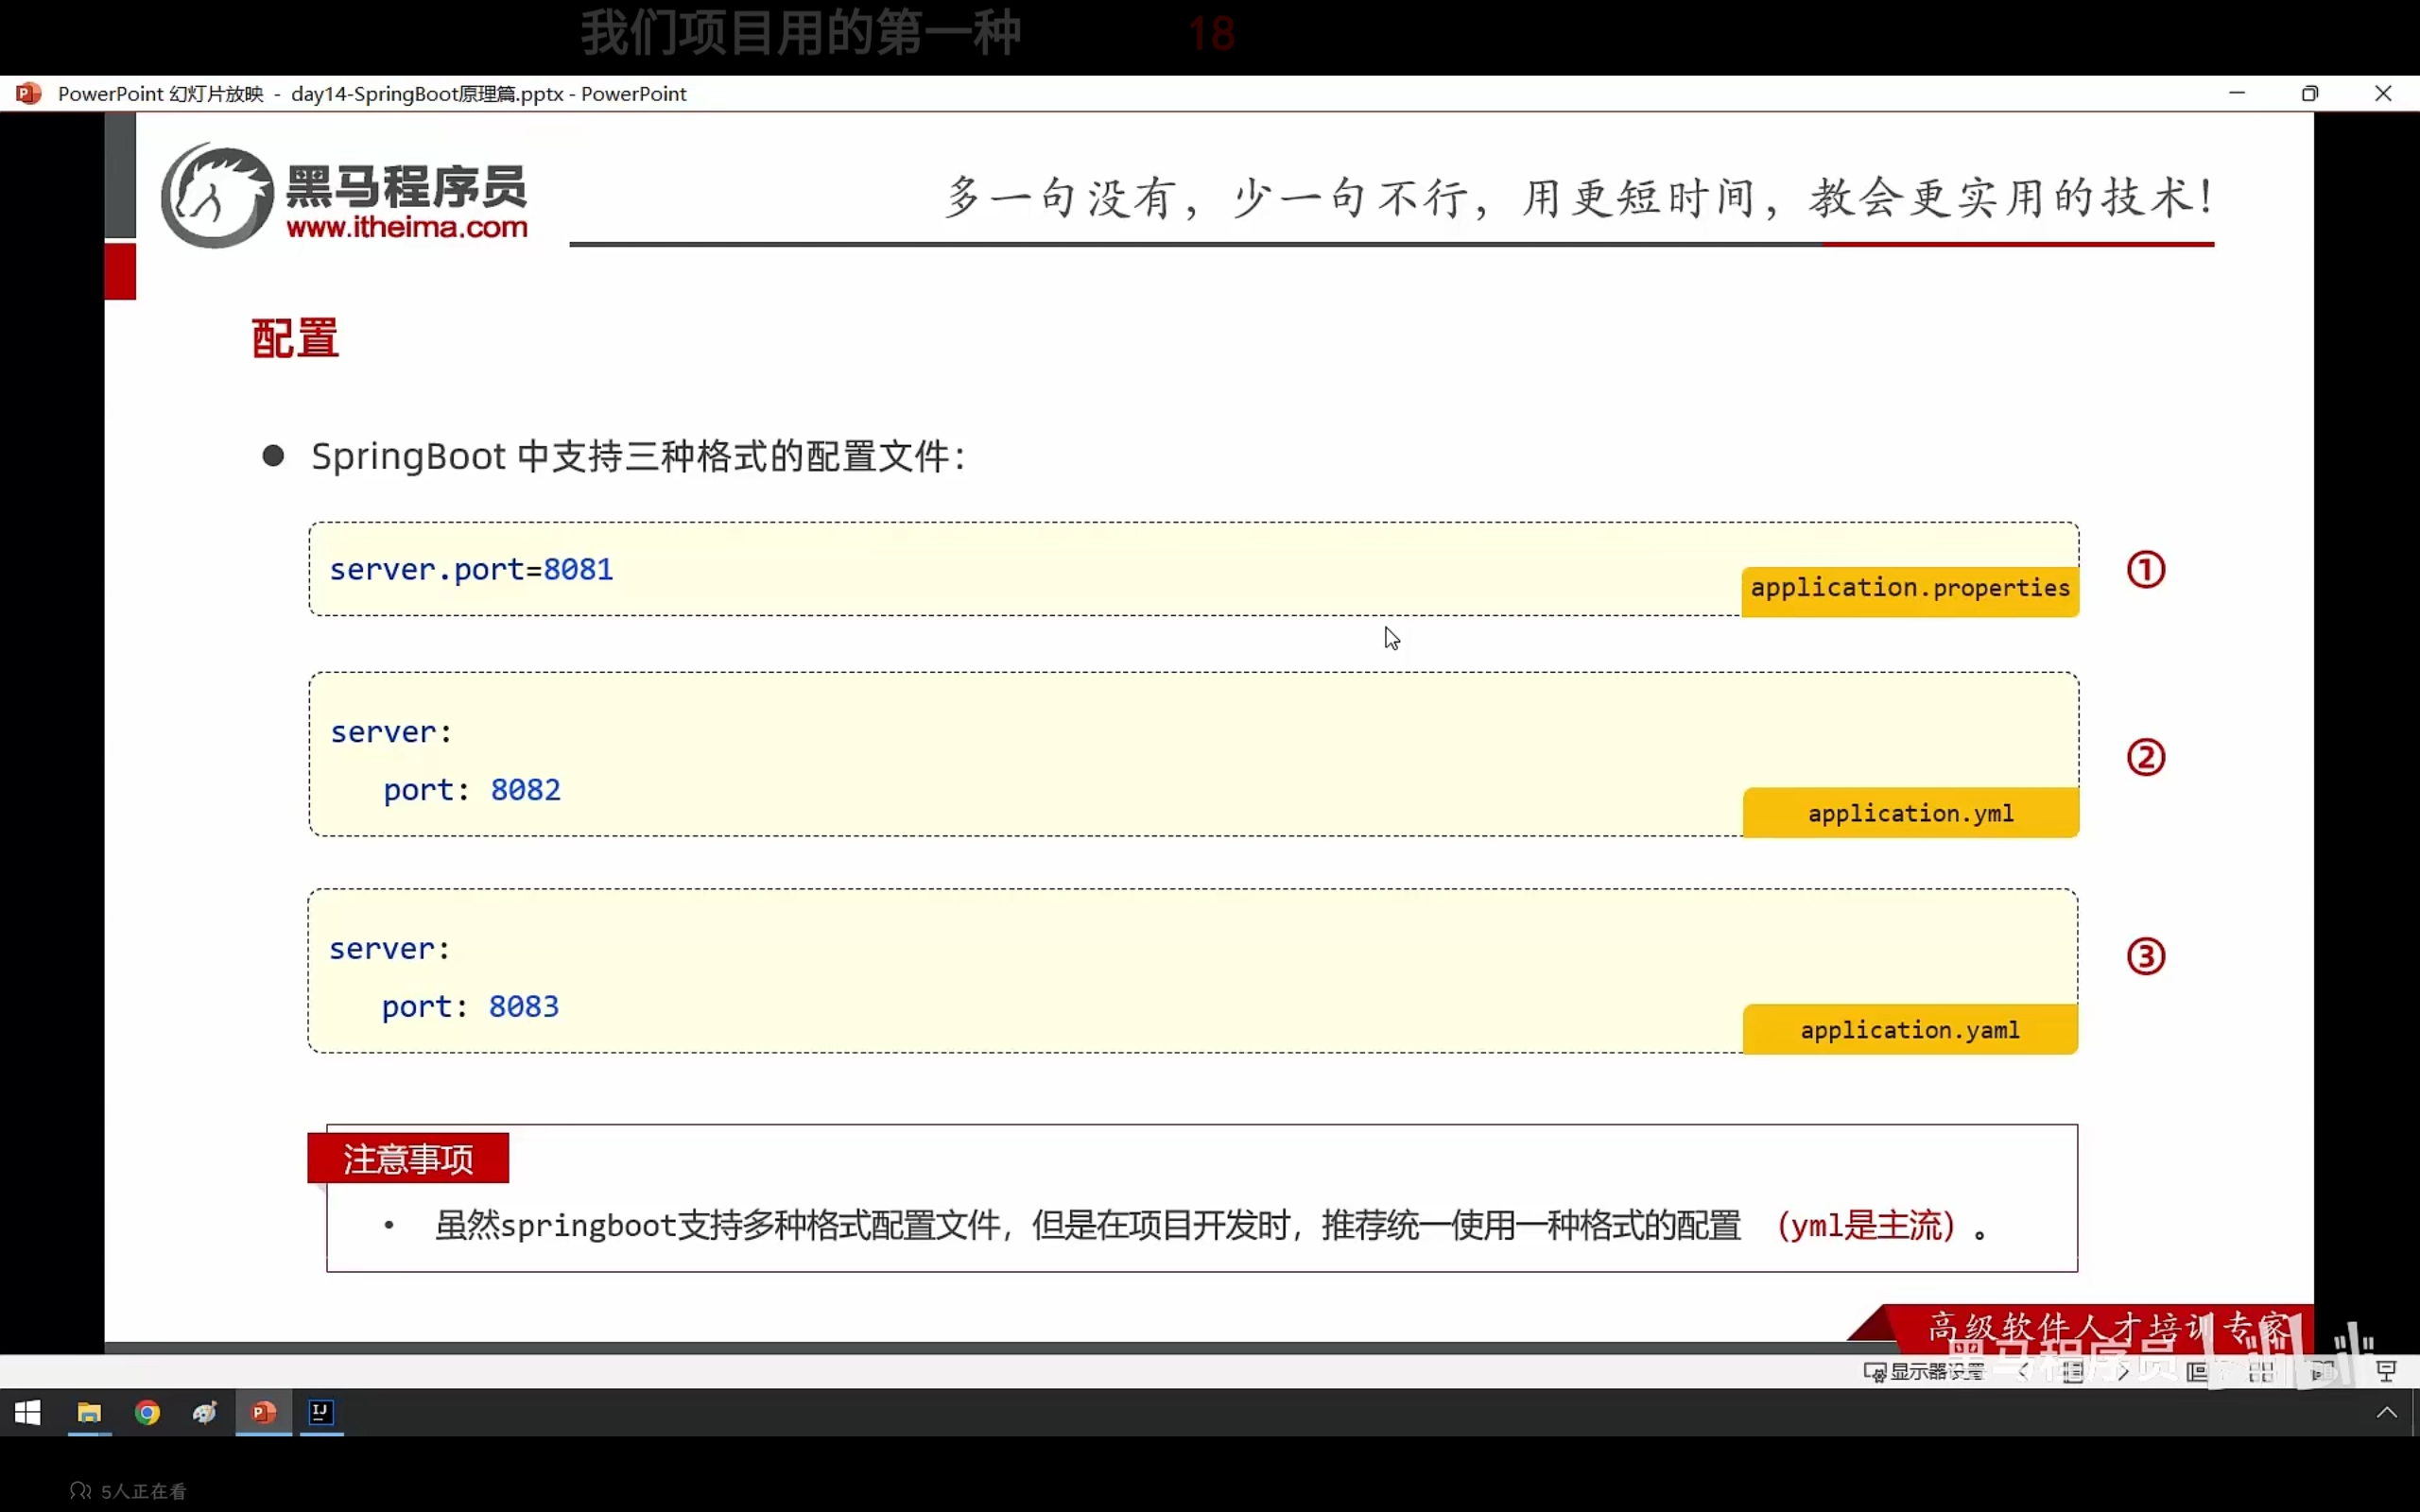 我们项目用的第一种 18
PowerPoint 幻灯片放映 - day14-SpringBoot原理篇.pptx - PowerPoint
黑马程序员
www.itheima.com
多一句没有，少一句不行，用更短时间，教会更实用的技术！
配置
● SpringBoot 中支持三种格式的配置文件：
server.port=8081
application.properties
①
server:
port: 8082
application.yml
②
server:
port: 8083
application.yaml
③
注意事项
• 虽然springboot支持多种格式配置文件，但是在项目开发时，推荐统一使用一种格式的配置 （yml是主流）。
高级软件人才培训专家
黑马程序员
显示器设置
5人正在看